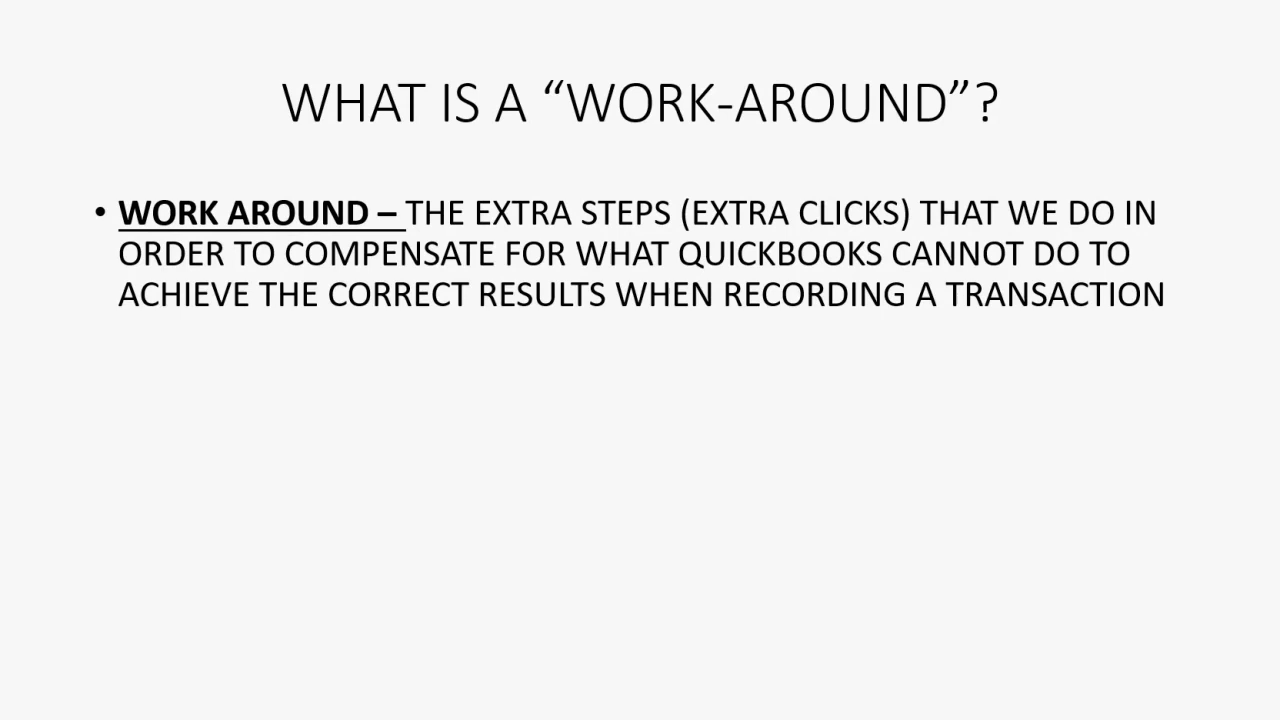 WHAT IS A “WORK-AROUND”?
• WORK AROUND – THE EXTRA STEPS (EXTRA CLICKS) THAT WE DO IN
ORDER TO COMPENSATE FOR WHAT QUICKBOOKS CANNOT DO TO
ACHIEVE THE CORRECT RESULTS WHEN RECORDING A TRANSACTION